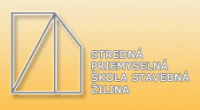 STREDNÁ
PRIEMYSELNÁ
ŠKOLA STAVEBNÁ
ŽILINA